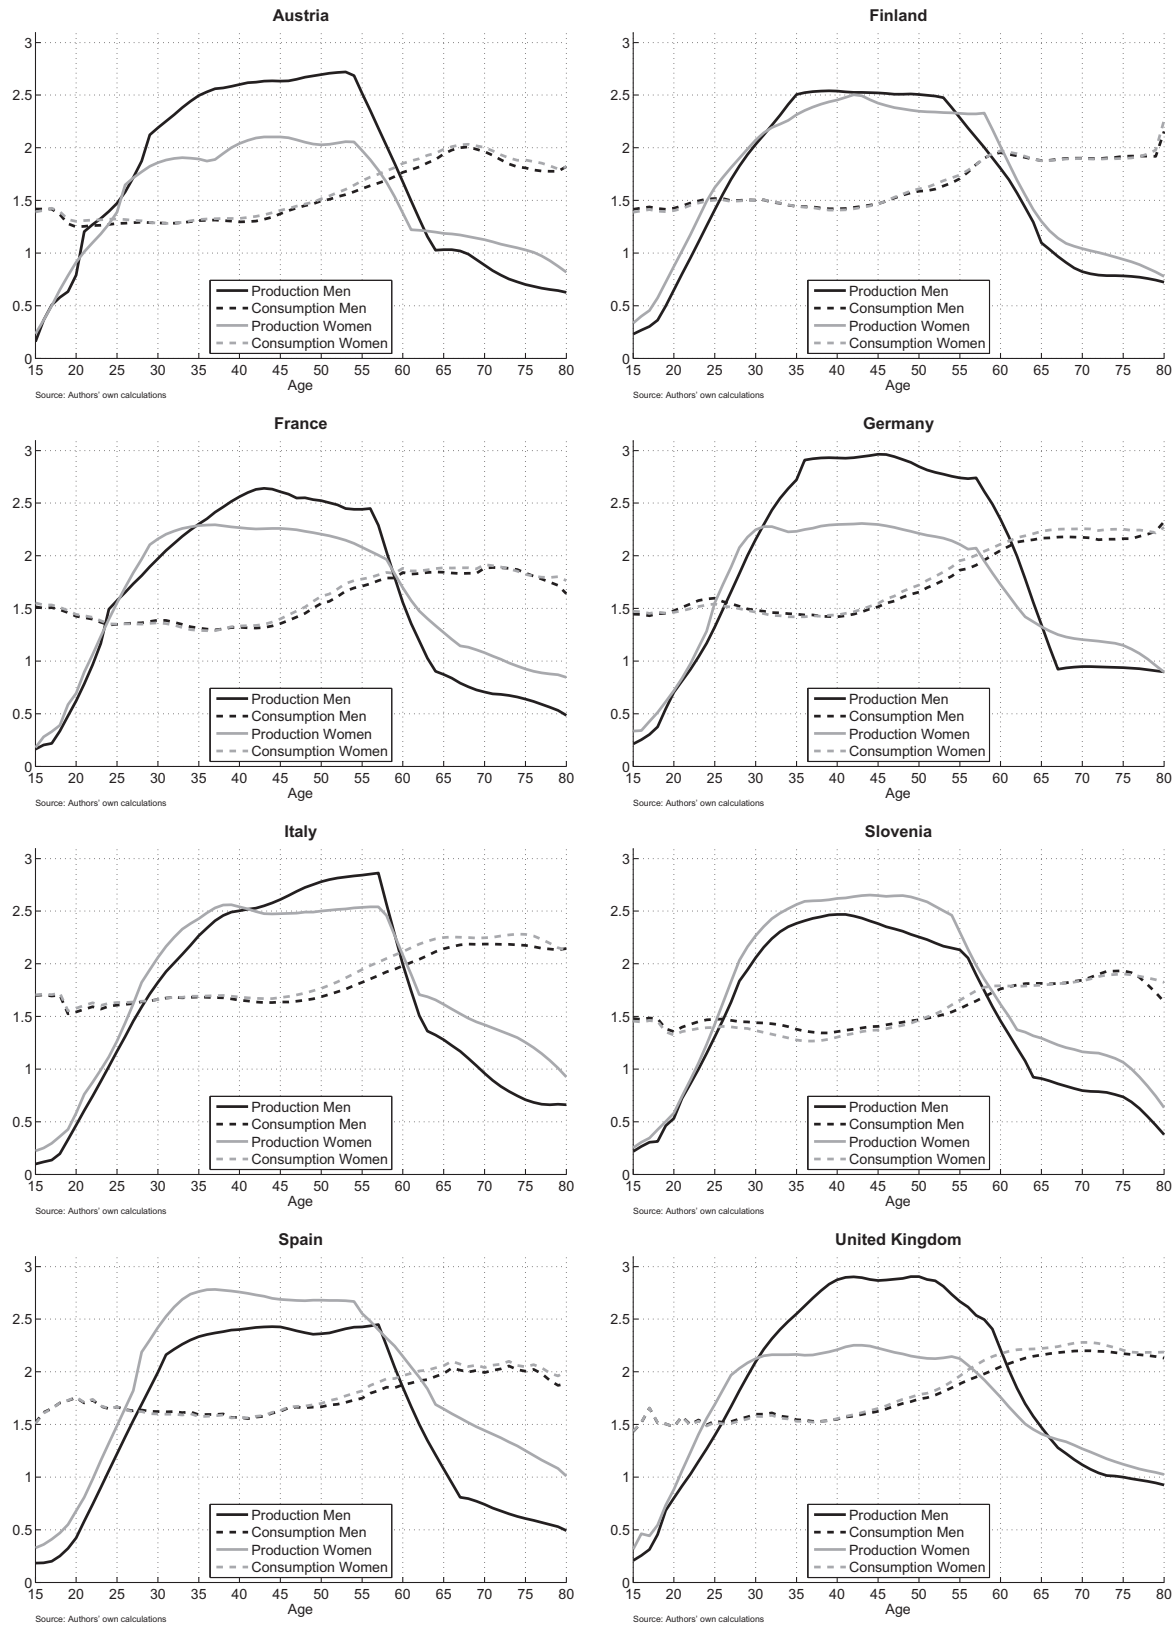 Austria
3
2.5
2
1.5
1
0.5
0
Production Men
Consumption Men
Production Women
Consumption Women
15 20 25 30 35 40 45 50 55 60 65 70 75 80
Age
Source: Authors' own calculations
Finland
3
2.5
2
1.5
1
0.5
0
Production Men
Consumption Men
Production Women
Consumption Women
15 20 25 30 35 40 45 50 55 60 65 70 75 80
Age
Source: Authors' own calculations
France
3
2.5
2
1.5
1
0.5
0
Production Men
Consumption Men
Production Women
Consumption Women
15 20 25 30 35 40 45 50 55 60 65 70 75 80
Age
Source: Authors' own calculations
Germany
3
2.5
2
1.5
1
0.5
0
Production Men
Consumption Men
Production Women
Consumption Women
15 20 25 30 35 40 45 50 55 60 65 70 75 80
Age
Source: Authors' own calculations
Italy
3
2.5
2
1.5
1
0.5
0
Production Men
Consumption Men
Production Women
Consumption Women
15 20 25 30 35 40 45 50 55 60 65 70 75 80
Age
Source: Authors' own calculations
Slovenia
3
2.5
2
1.5
1
0.5
0
Production Men
Consumption Men
Production Women
Consumption Women
15 20 25 30 35 40 45 50 55 60 65 70 75 80
Age
Source: Authors' own calculations
Spain
3
2.5
2
1.5
1
0.5
0
Production Men
Consumption Men
Production Women
Consumption Women
15 20 25 30 35 40 45 50 55 60 65 70 75 80
Age
Source: Authors' own calculations
United Kingdom
3
2.5
2
1.5
1
0.5
0
Production Men
Consumption Men
Production Women
Consumption Women
15 20 25 30 35 40 45 50 55 60 65 70 75 80
Age
Source: Authors' own calculations